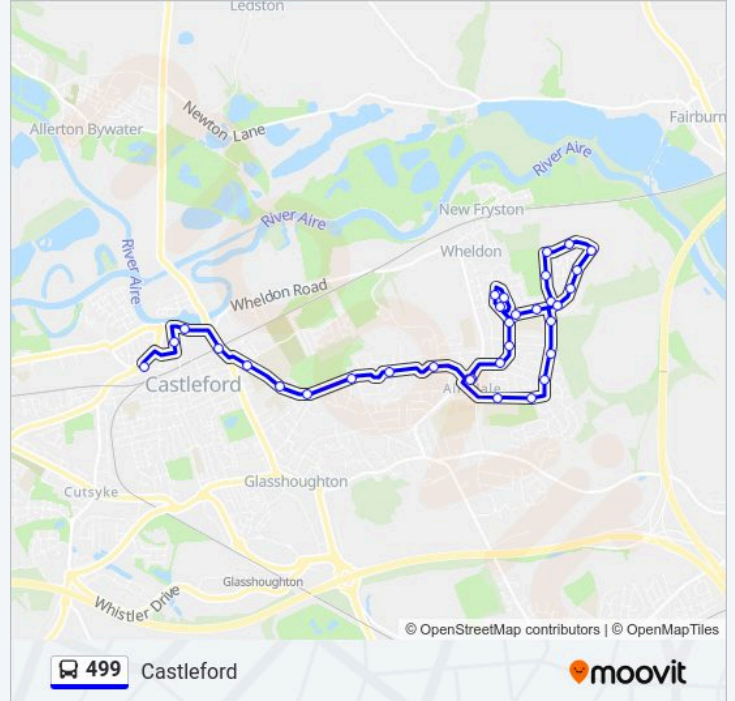 Ledston
Allerton Bywater
Newton Lane
Fairburn
River Aire
New Fryston
River Aire
Wheldon
River Aire
Wheldon Road
Castleford
Glasshoughton
Cutsyke
Glasshoughton
Whistler Drive
© OpenStreetMap contributors | © OpenMapTiles
499 Castleford
moovit